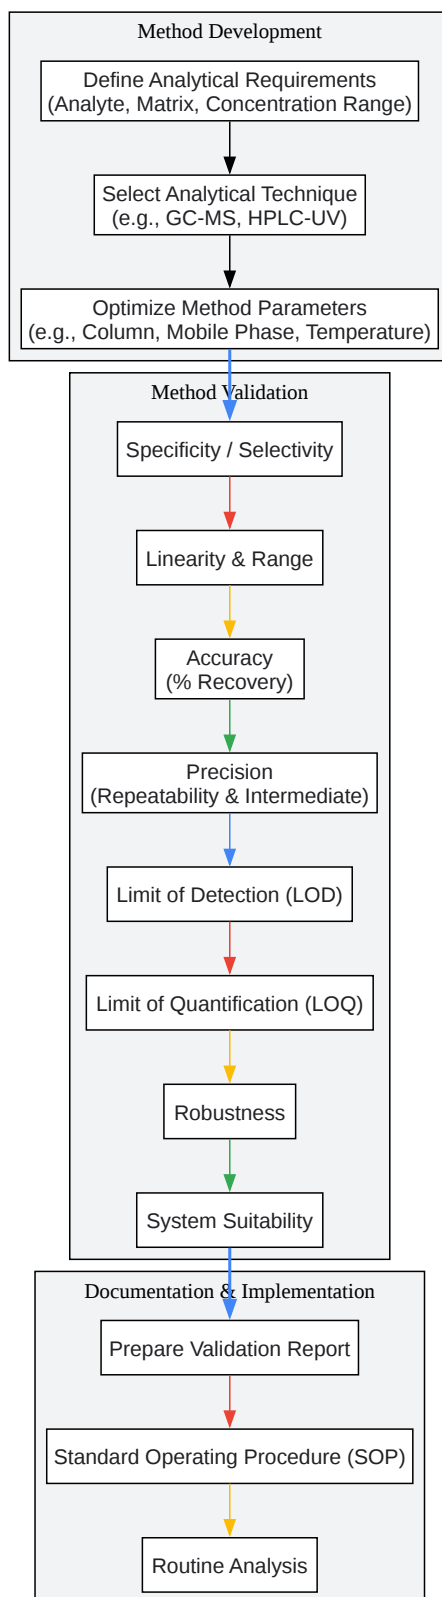 Method Development
Define Analytical Requirements
(Analyte, Matrix, Concentration Range)
Select Analytical Technique
(e.g., GC-MS, HPLC-UV)
Optimize Method Parameters
(e.g., Column, Mobile Phase, Temperature)
Method Validation
Specificity / Selectivity
Linearity & Range
Accuracy
(% Recovery)
Precision
(Repeatability & Intermediate)
Limit of Detection (LOD)
Limit of Quantification (LOQ)
Robustness
System Suitability
Documentation & Implementation
Prepare Validation Report
Standard Operating Procedure (SOP)
Routine Analysis